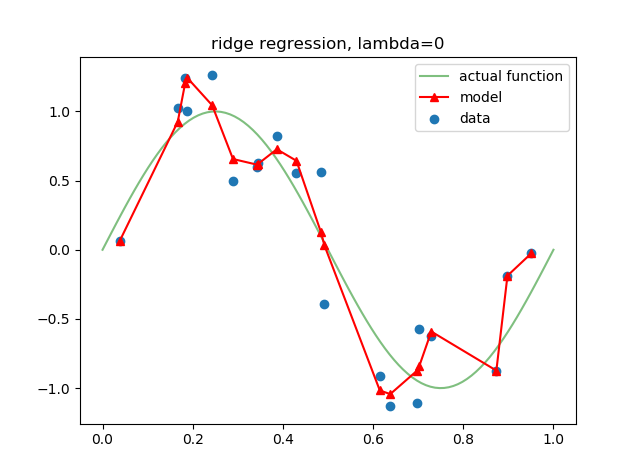 ridge regression, lambda=0
actual function
model
data
1.0
0.5
0.0
−0.5
−1.0
0.0 0.2 0.4 0.6 0.8 1.0